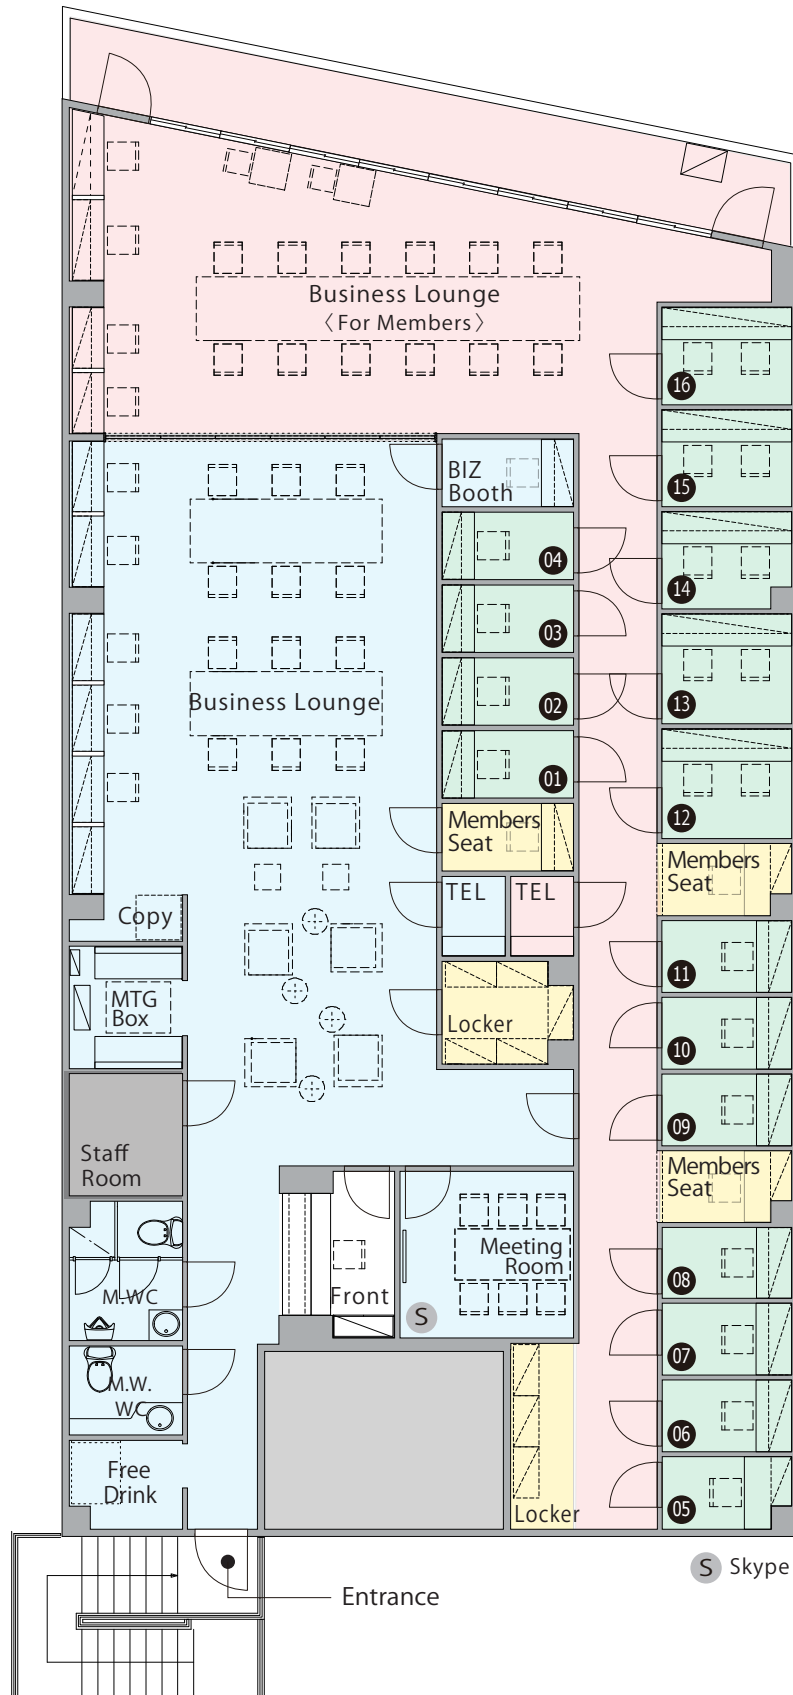 Business Lounge
〈For Members〉
16
BIZ
Booth
15
04
14
03
Business Lounge
02
13
01
12
Members
Seat
Members
Seat
TEL
TEL
Copy
11
MTG
Box
Locker
10
09
Staff
Room
Members
Seat
Meeting
Room
08
M.WC
Front
S
07
M.W.
WC
06
Free
Drink
Locker
05
S Skype
Entrance